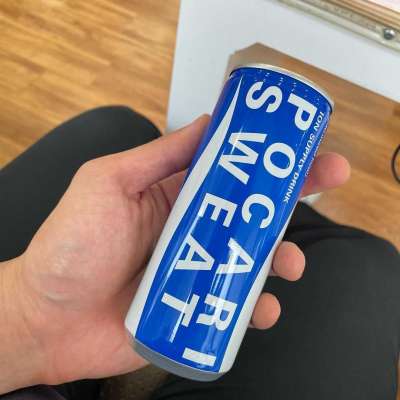 POCARI
SWEAT
ION SUPPLY DRINK